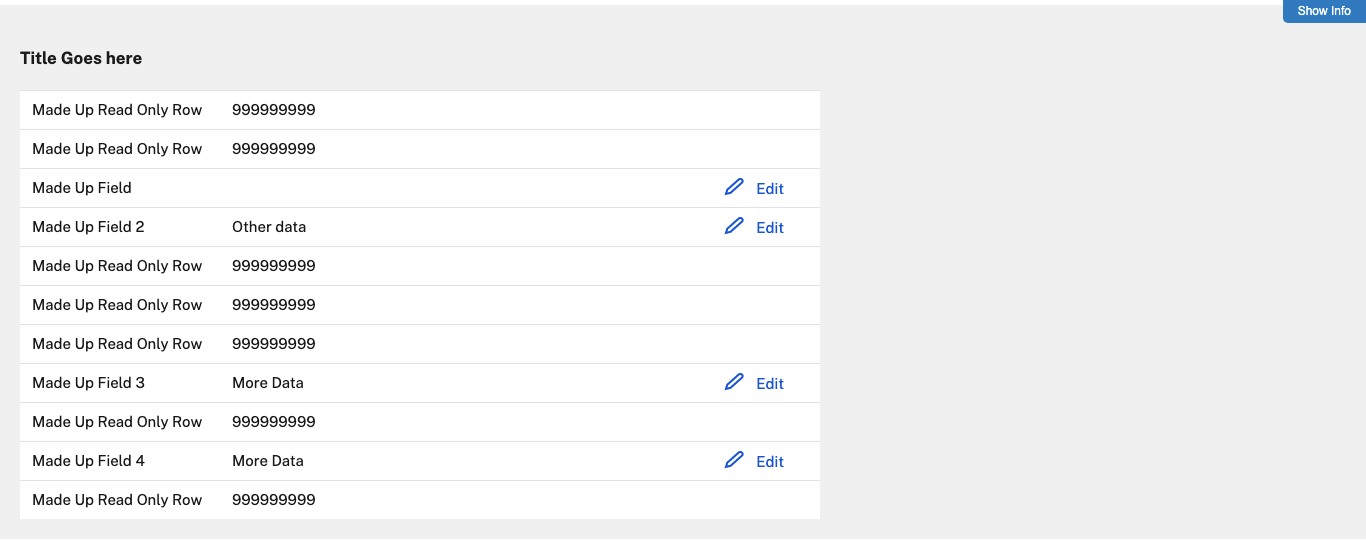 Show Info
Title Goes here
Made Up Read Only Row 999999999
Made Up Read Only Row 999999999
Made Up Field Edit
Made Up Field 2 Other data Edit
Made Up Read Only Row 999999999
Made Up Read Only Row 999999999
Made Up Read Only Row 999999999
Made Up Field 3 More Data Edit
Made Up Read Only Row 999999999
Made Up Field 4 More Data Edit
Made Up Read Only Row 999999999